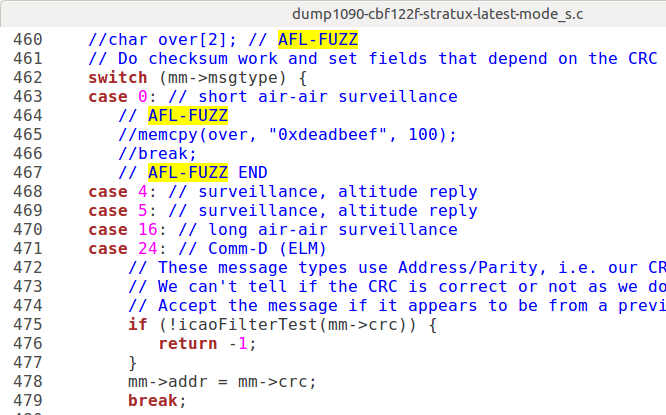 dump1090-cbf122f-stratux-latest-mode_s.c
460 //char over[2]; // AFL-FUZZ
461 // Do checksum work and set fields that depend on the CRC
462 switch (mm->msgtype) {
463 case 0: // short air-air surveillance
464 // AFL-FUZZ
465 //memcpy(over, "0xdeadbeef", 100);
466 //break;
467 // AFL-FUZZ END
468 case 4: // surveillance, altitude reply
469 case 5: // surveillance, altitude reply
470 case 16: // long air-air surveillance
471 case 24: // Comm-D (ELM)
472 // These message types use Address/Parity, i.e. our CR
473 // We can't tell if the CRC is correct or not as we do
474 // Accept the message if it appears to be from a previ
475 if (!icaoFilterTest(mm->crc)) {
476 return -1;
477 }
478 mm->addr = mm->crc;
479 break;